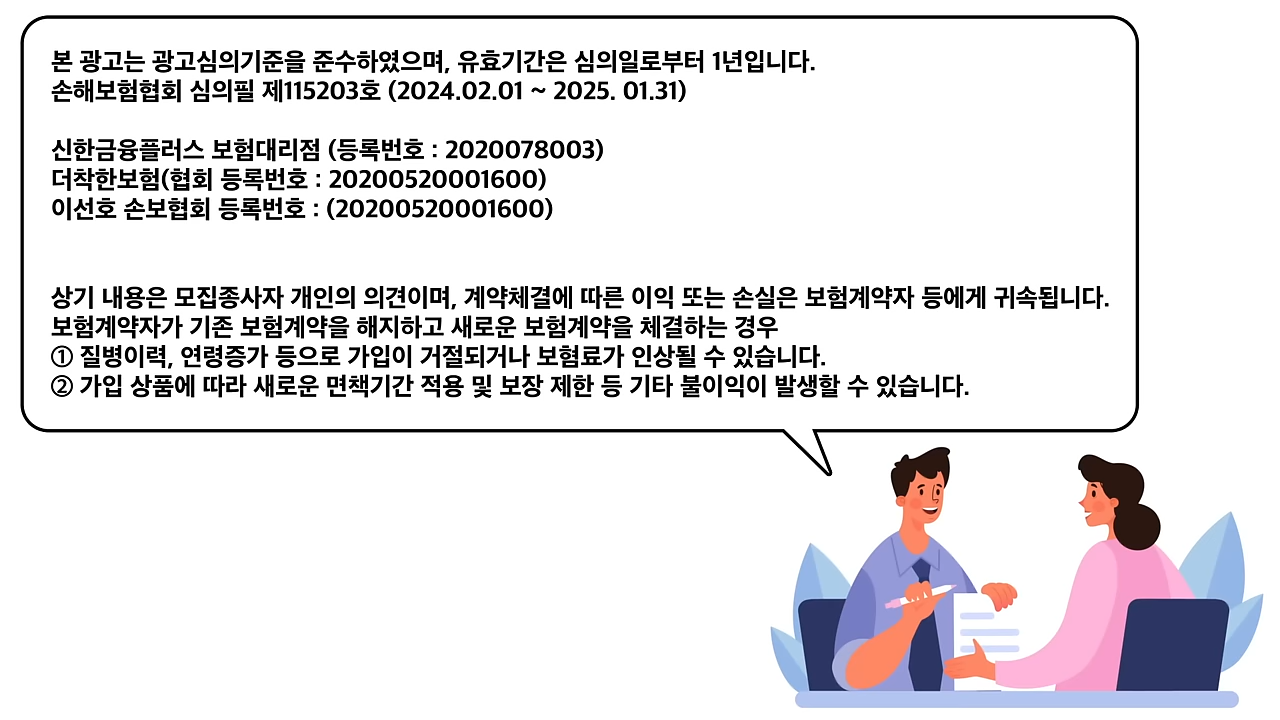 본 광고는 광고심의기준을 준수하였으며, 유효기간은 심의일로부터 1년입니다.
손해보험협회 심의필 제115203호 (2024.02.01 ~ 2025. 01.31)
신한금융플러스 보험대리점 (등록번호 : 2020078003)
더착한보험(협회 등록번호 : 20200520001600)
이선호 손보협회 등록번호 : (20200520001600)
상기 내용은 모집종사자 개인의 의견이며, 계약체결에 따른 이익 또는 손실은 보험계약자 등에게 귀속됩니다.
보험계약자가 기존 보험계약을 해지하고 새로운 보험계약을 체결하는 경우
① 질병이력, 연령증가 등으로 가입이 거절되거나 보험료가 인상될 수 있습니다.
② 가입 상품에 따라 새로운 면책기간 적용 및 보장 제한 등 기타 불이익이 발생할 수 있습니다.